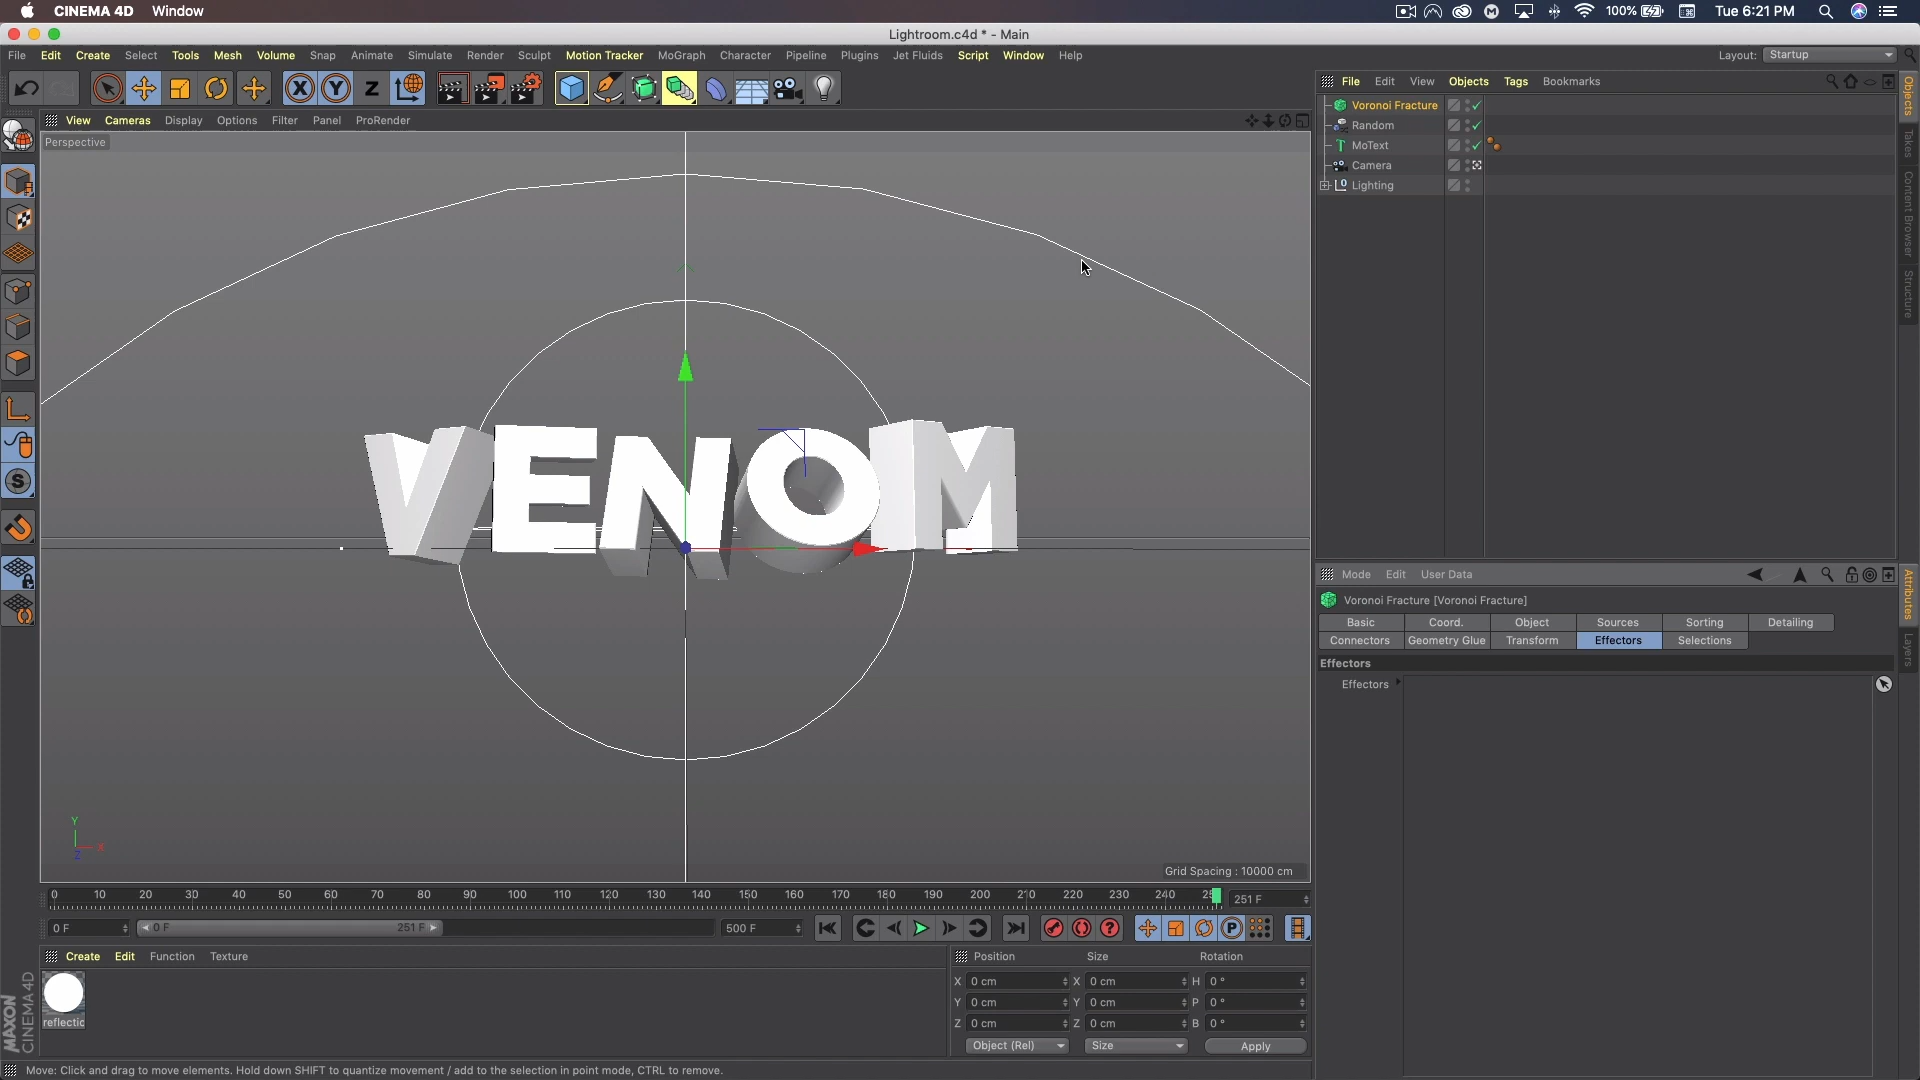 CINEMA 4D Window 100% Tue 6:21 PM
Lightroom.c4d * - Main
File Edit Create Select Tools Mesh Volume Snap Animate Simulate Render Sculpt Motion Tracker MoGraph Character Pipeline Plugins Jet Fluids Script Window Help Layout: Startup
X Y Z
File Edit View Objects Tags Bookmarks
View Cameras Display Options Filter Panel ProRender
Perspective
Voronoi Fracture
Random
MoText
Camera
Lighting
Objects
Takes
Content Browser
Structure
VENOM
Y
X
Z
Grid Spacing : 10000 cm
Mode Edit User Data
Voronoi Fracture [Voronoi Fracture]
Basic Coord. Object Sources Sorting Detailing
Connectors Geometry Glue Transform Effectors Selections
Effectors
Effectors
Attributes
Layers
0 10 20 30 40 50 60 70 80 90 100 110 120 130 140 150 160 170 180 190 200 210 220 230 240 25 251 F
0 F 0 F 251 F 500 F
Create Edit Function Texture
reflectic
Position Size Rotation
X 0 cm X 0 cm H 0 °
Y 0 cm Y 0 cm P 0 °
Z 0 cm Z 0 cm B 0 °
Object (Rel) Size Apply
MAXON
CINEMA 4D
Move: Click and drag to move elements. Hold down SHIFT to quantize movement / add to the selection in point mode, CTRL to remove.